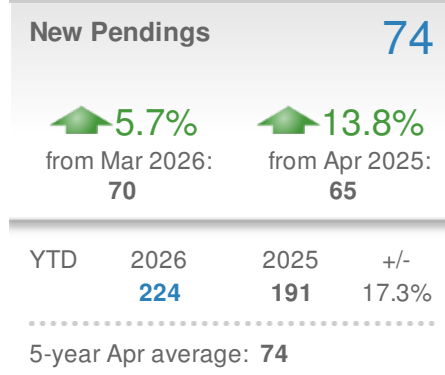 New Pendings 74
5.7% 13.8%
from Mar 2026: from Apr 2025:
70 65
YTD 2026 2025 +/-
224 191 17.3%
5-year Apr average: 74